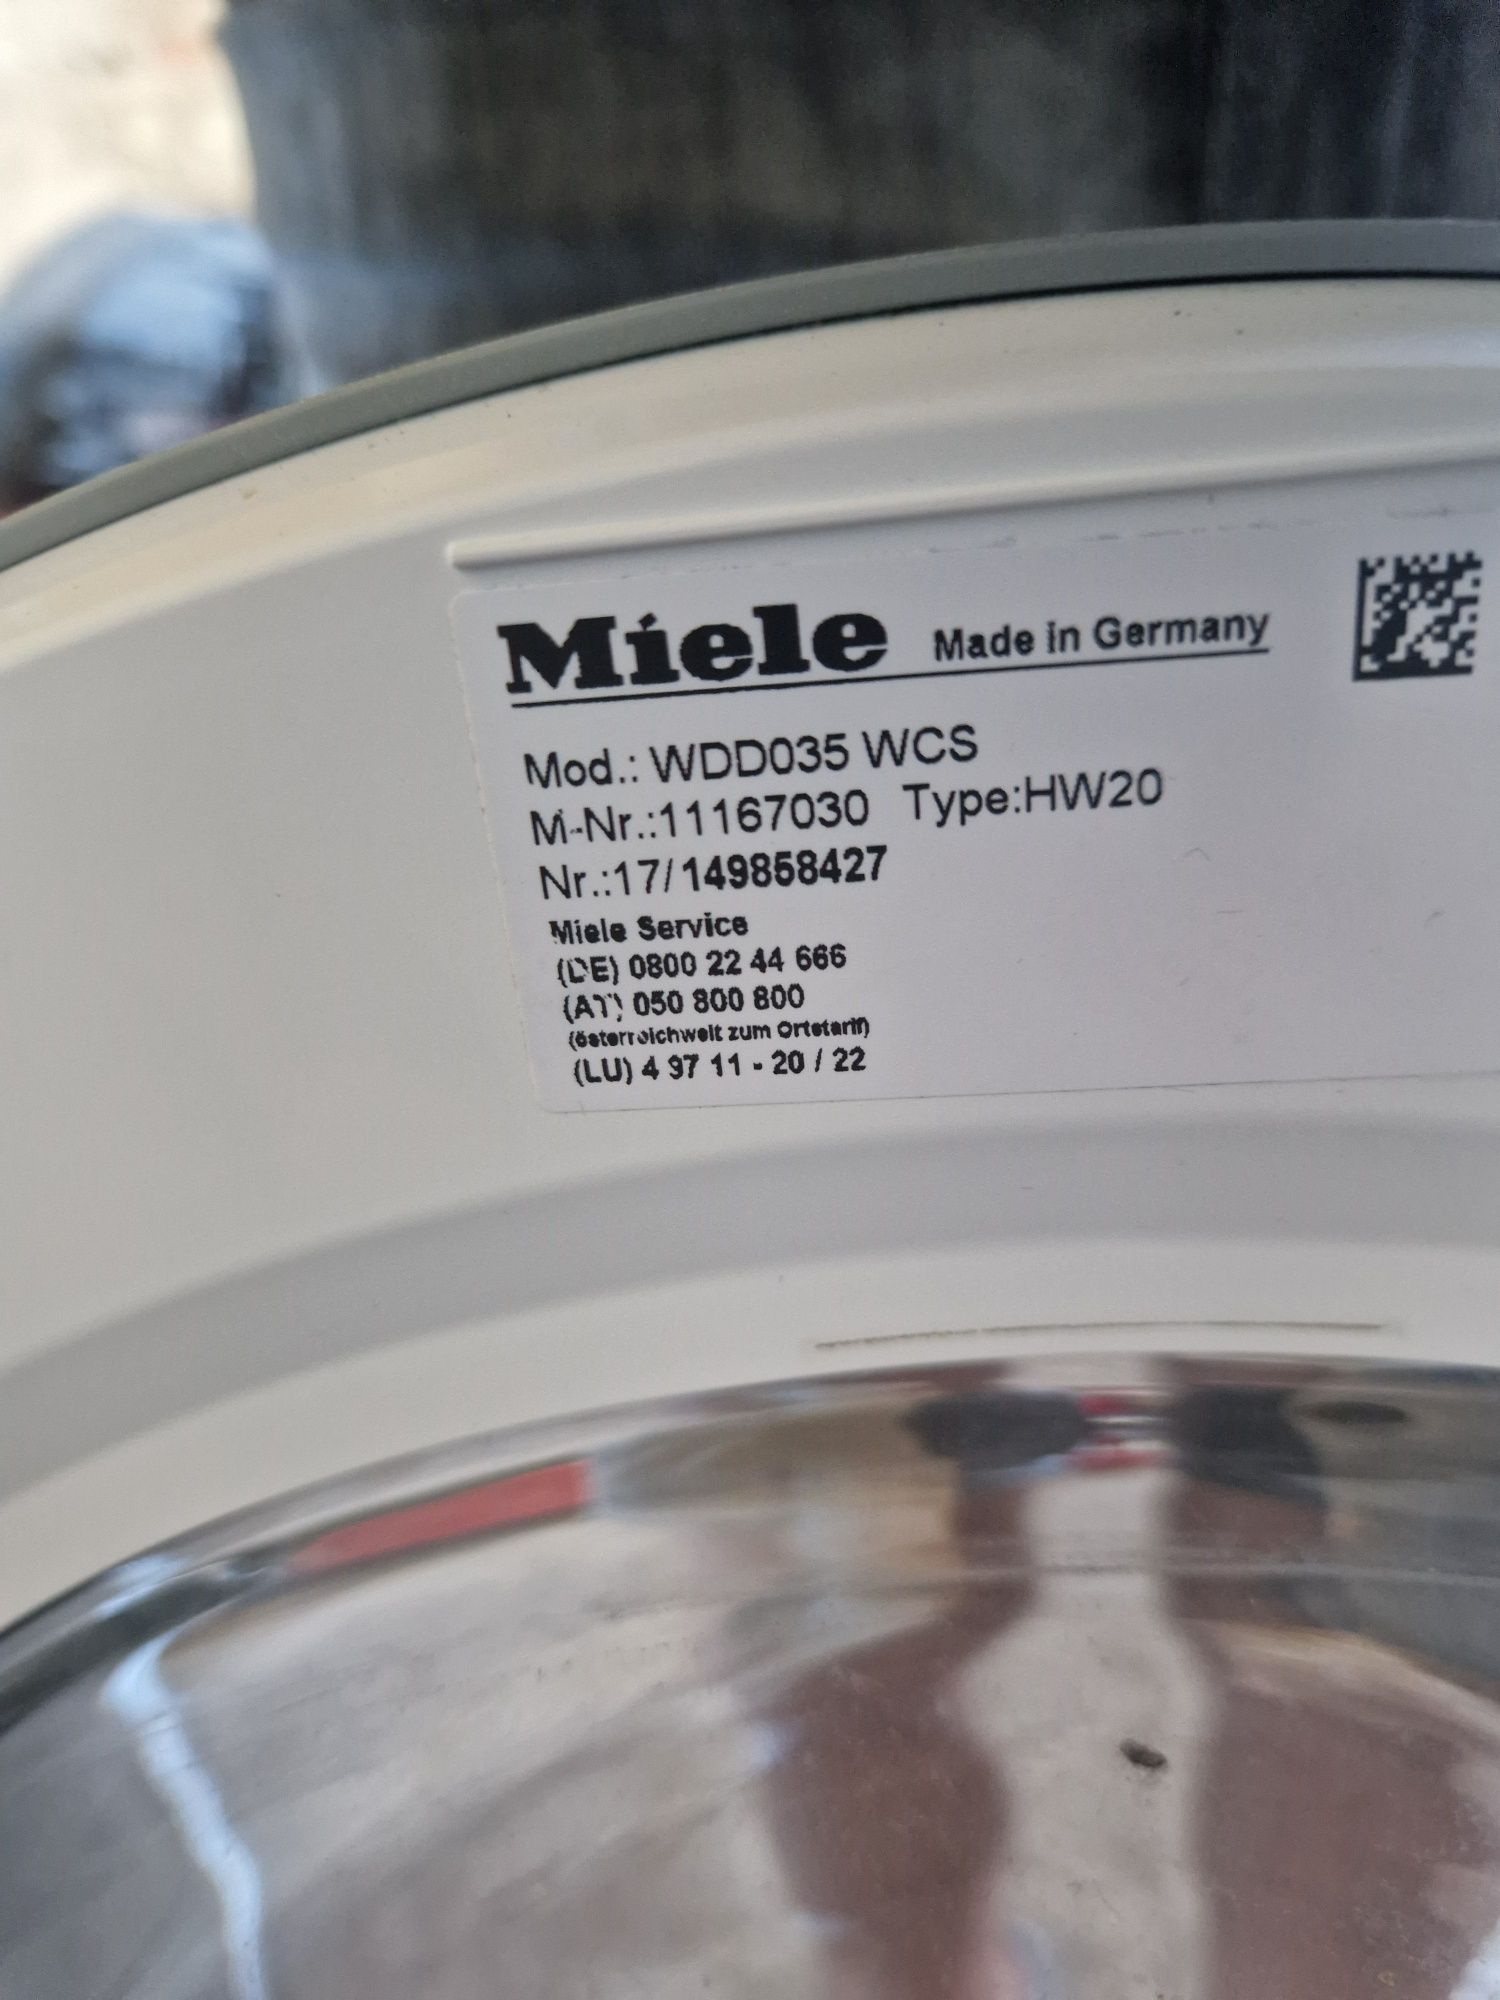 Miele Made in Germany
Mod.: WDD035 WCS
M-Nr.:11167030 Type:HW20
Nr.:17/149858427
Miele Service
(DE) 0800 22 44 666
(AT) 050 800 800
(österreichweit zum Ortstarif)
(LU) 4 97 11 - 20 / 22